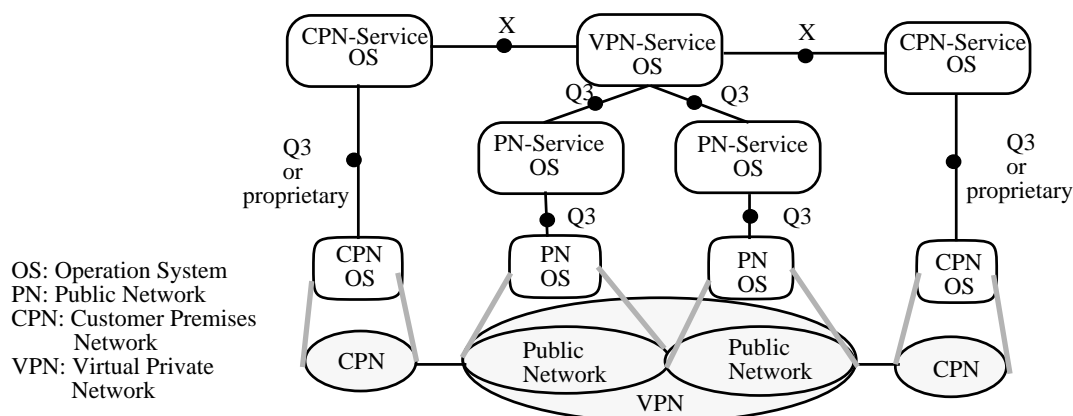 CPN-Service
OS
X
VPN-Service
OS
X
CPN-Service
OS
Q3
Q3
PN-Service
OS
PN-Service
OS
Q3
or
proprietary
Q3
or
proprietary
Q3
Q3
CPN
OS
PN
OS
PN
OS
CPN
OS
OS: Operation System
PN: Public Network
CPN: Customer Premises
Network
VPN: Virtual Private
Network
CPN
Public
Network
Public
Network
CPN
VPN